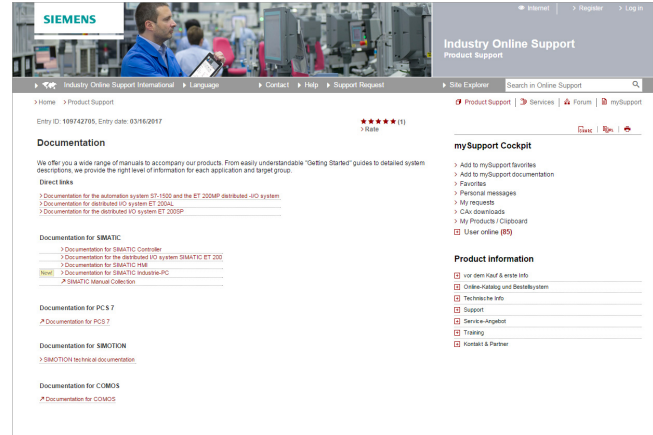 SIEMENS
Internet
> Register
> Log in
Industry Online Support
Product Support
Industry Online Support International
Language
Contact
Help
Support Request
Site Explorer
Search in Online Support
> Home > Product Support
Product Support
Services
Forum
mySupport
Entry ID: 109742705, Entry date: 03/16/2017
(1)
> Rate
Documentation
We offer you a wide range of manuals to accompany our products. From easily understandable "Getting Started" guides to detailed system
descriptions, we provide the right level of information for each application and target group.
Direct links
> Documentation for the automation system S7-1500 and the ET 200MP distributed -I/O system
> Documentation for distributed I/O system ET 200AL
> Documentation for the distributed I/O system ET 200SP
Documentation for SIMATIC
> Documentation for SIMATIC Controller
> Documentation for the distributed I/O system SIMATIC ET 200
> Documentation for SIMATIC HMI
New! > Documentation for SIMATIC Industrie-PC
SIMATIC Manual Collection
Documentation for PCS 7
Documentation for PCS 7
Documentation for SIMOTION
> SIMOTION technical documentation
Documentation for COMOS
Documentation for COMOS
mySupport Cockpit
> Add to mySupport favorites
> Add to mySupport documentation
> Favorites
> Personal messages
> My requests
> CAx downloads
> My Products / Clipboard
User online (85)
Product information
vor dem Kauf & erste Info
Online-Katalog und Bestellsystem
Technische Info
Support
Service-Angebot
Training
Kontakt & Partner